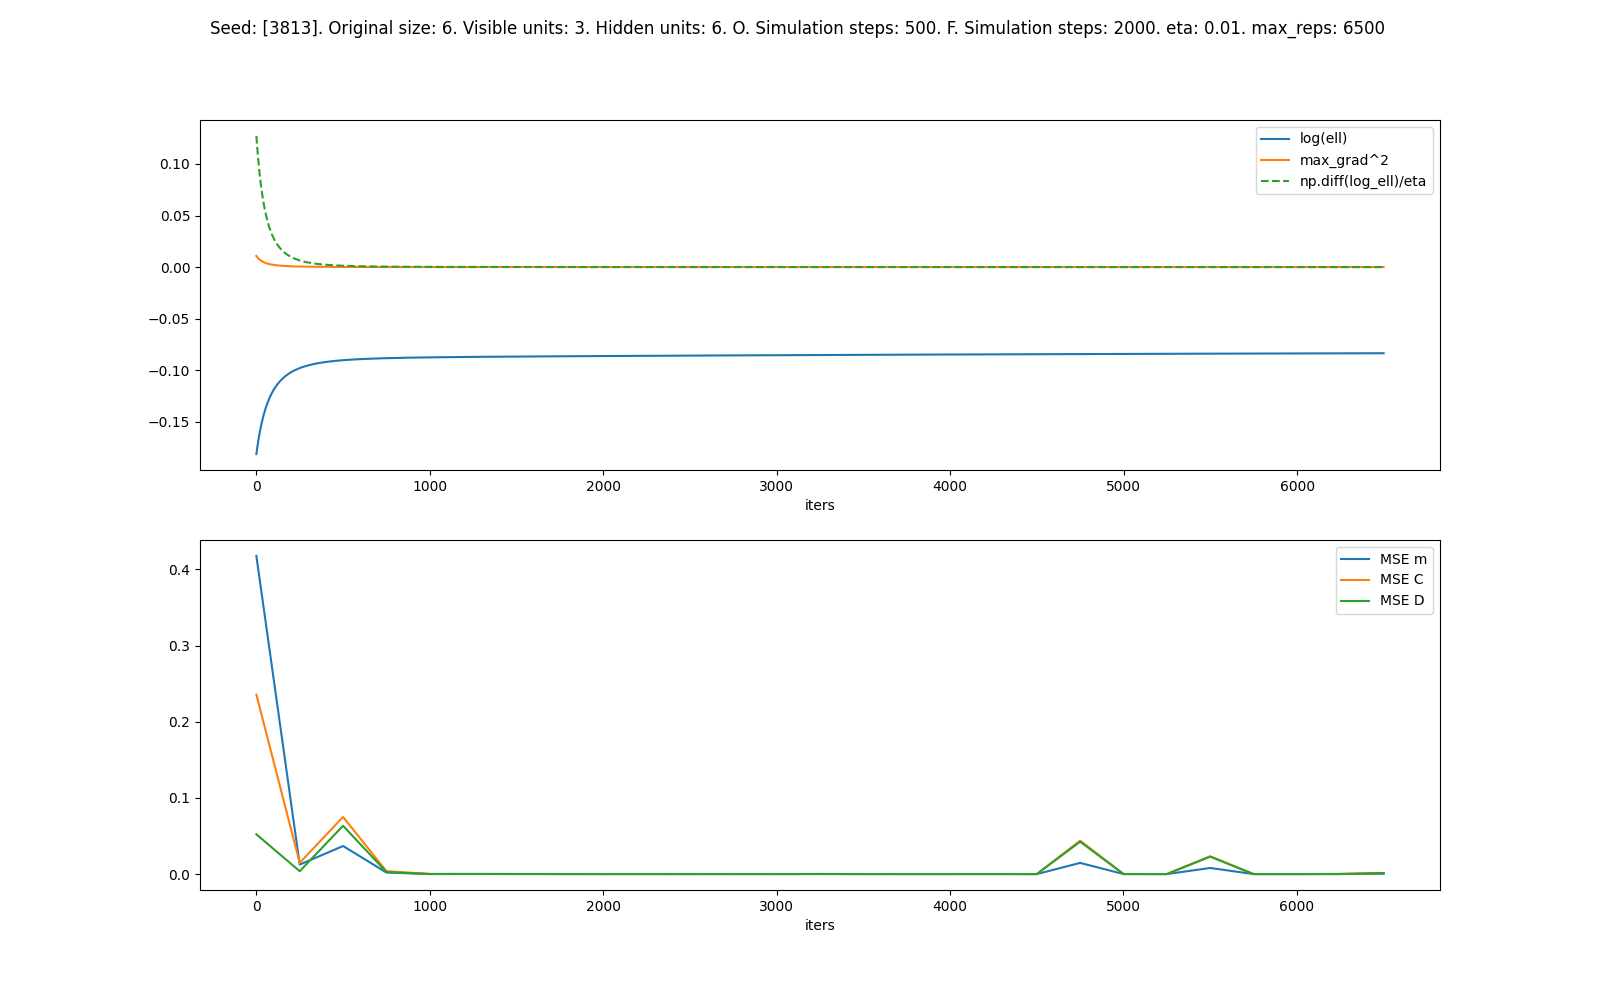 Seed: [3813]. Original size: 6. Visible units: 3. Hidden units: 6. O. Simulation steps: 500. F. Simulation steps: 2000. eta: 0.01. max_reps: 6500
log(ell)
max_grad^2
np.diff(log_ell)/eta
0.10
0.05
0.00
−0.05
−0.10
−0.15
0 1000 2000 3000 4000 5000 6000
iters
MSE m
MSE C
MSE D
0.4
0.3
0.2
0.1
0.0
0 1000 2000 3000 4000 5000 6000
iters